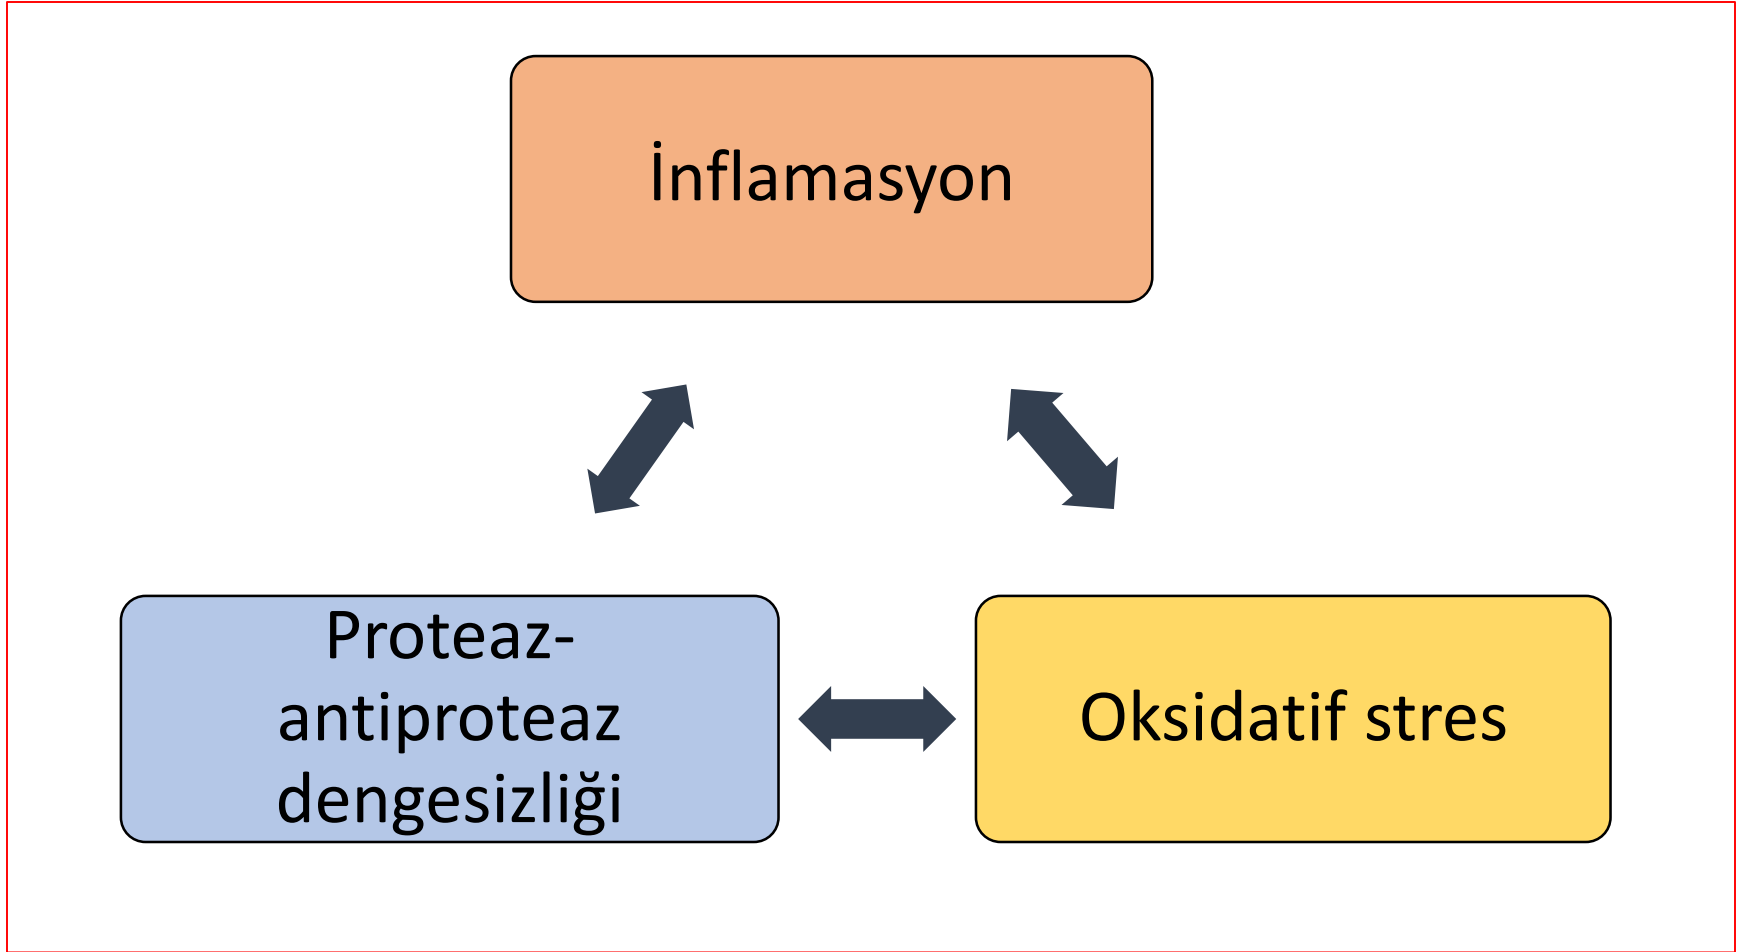 İnflamasyon
Proteaz-
antiproteaz
dengesizliği
Oksidatif stres